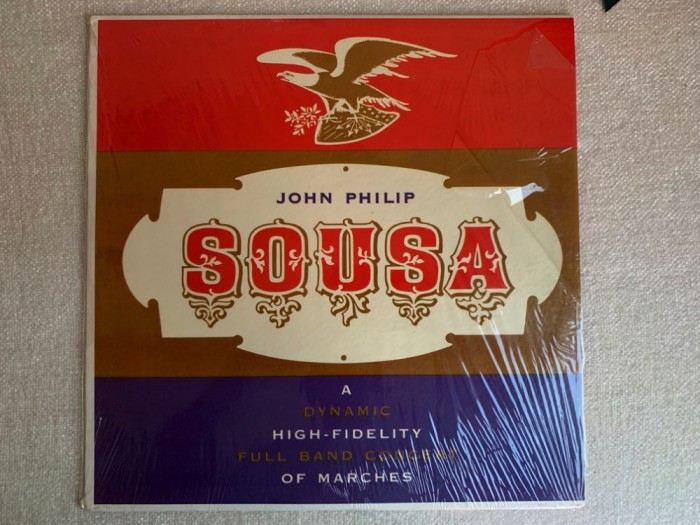 JOHN PHILIP
SOUSA
A
DYNAMIC
HIGH-FIDELITY
FULL BAND CONCERT
OF MARCHES